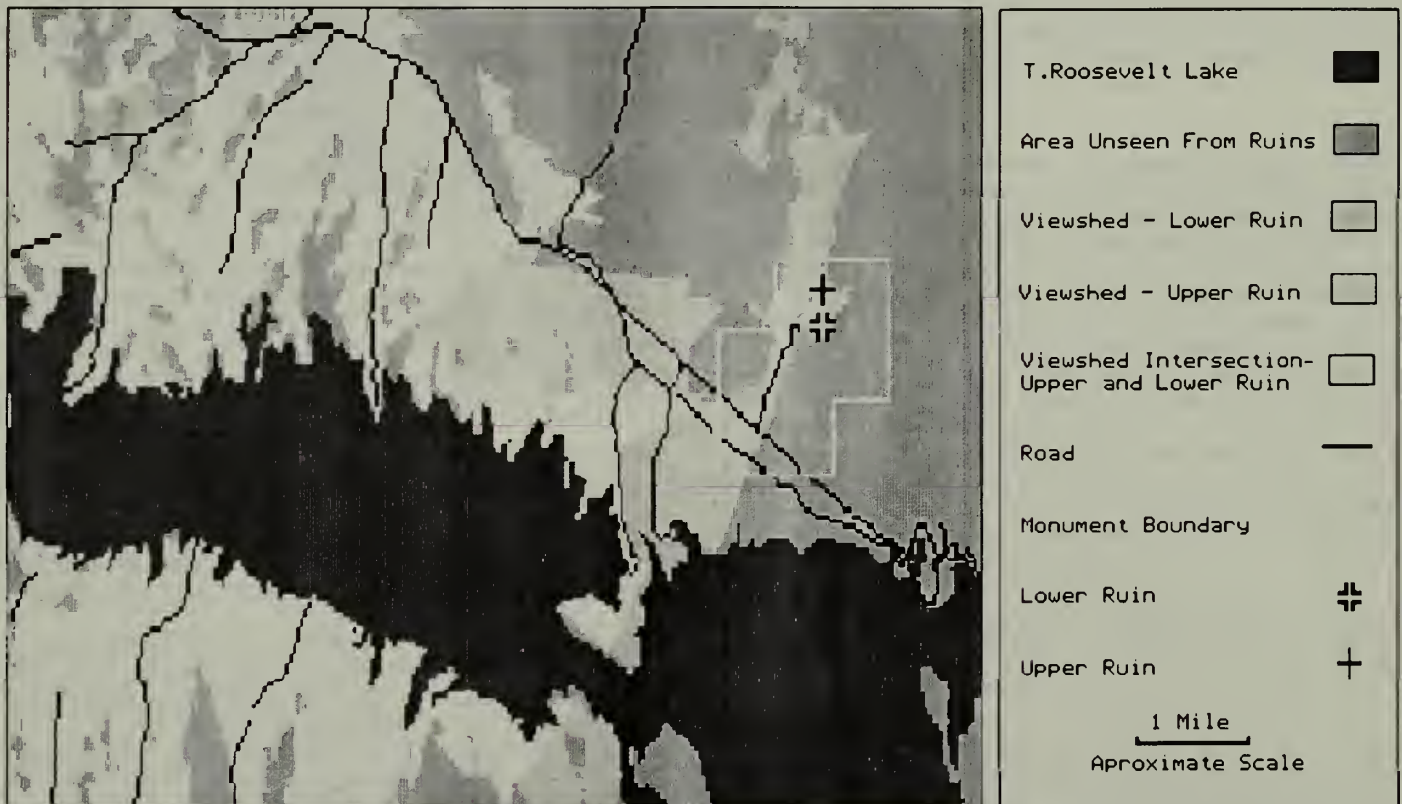 T.Roosevelt Lake
Area Unseen From Ruins
Viewshed - Lower Ruin
Viewshed - Upper Ruin
Viewshed Intersection-
Upper and Lower Ruin
Road
Monument Boundary
Lower Ruin
Upper Ruin
1 Mile
Aproximate Scale